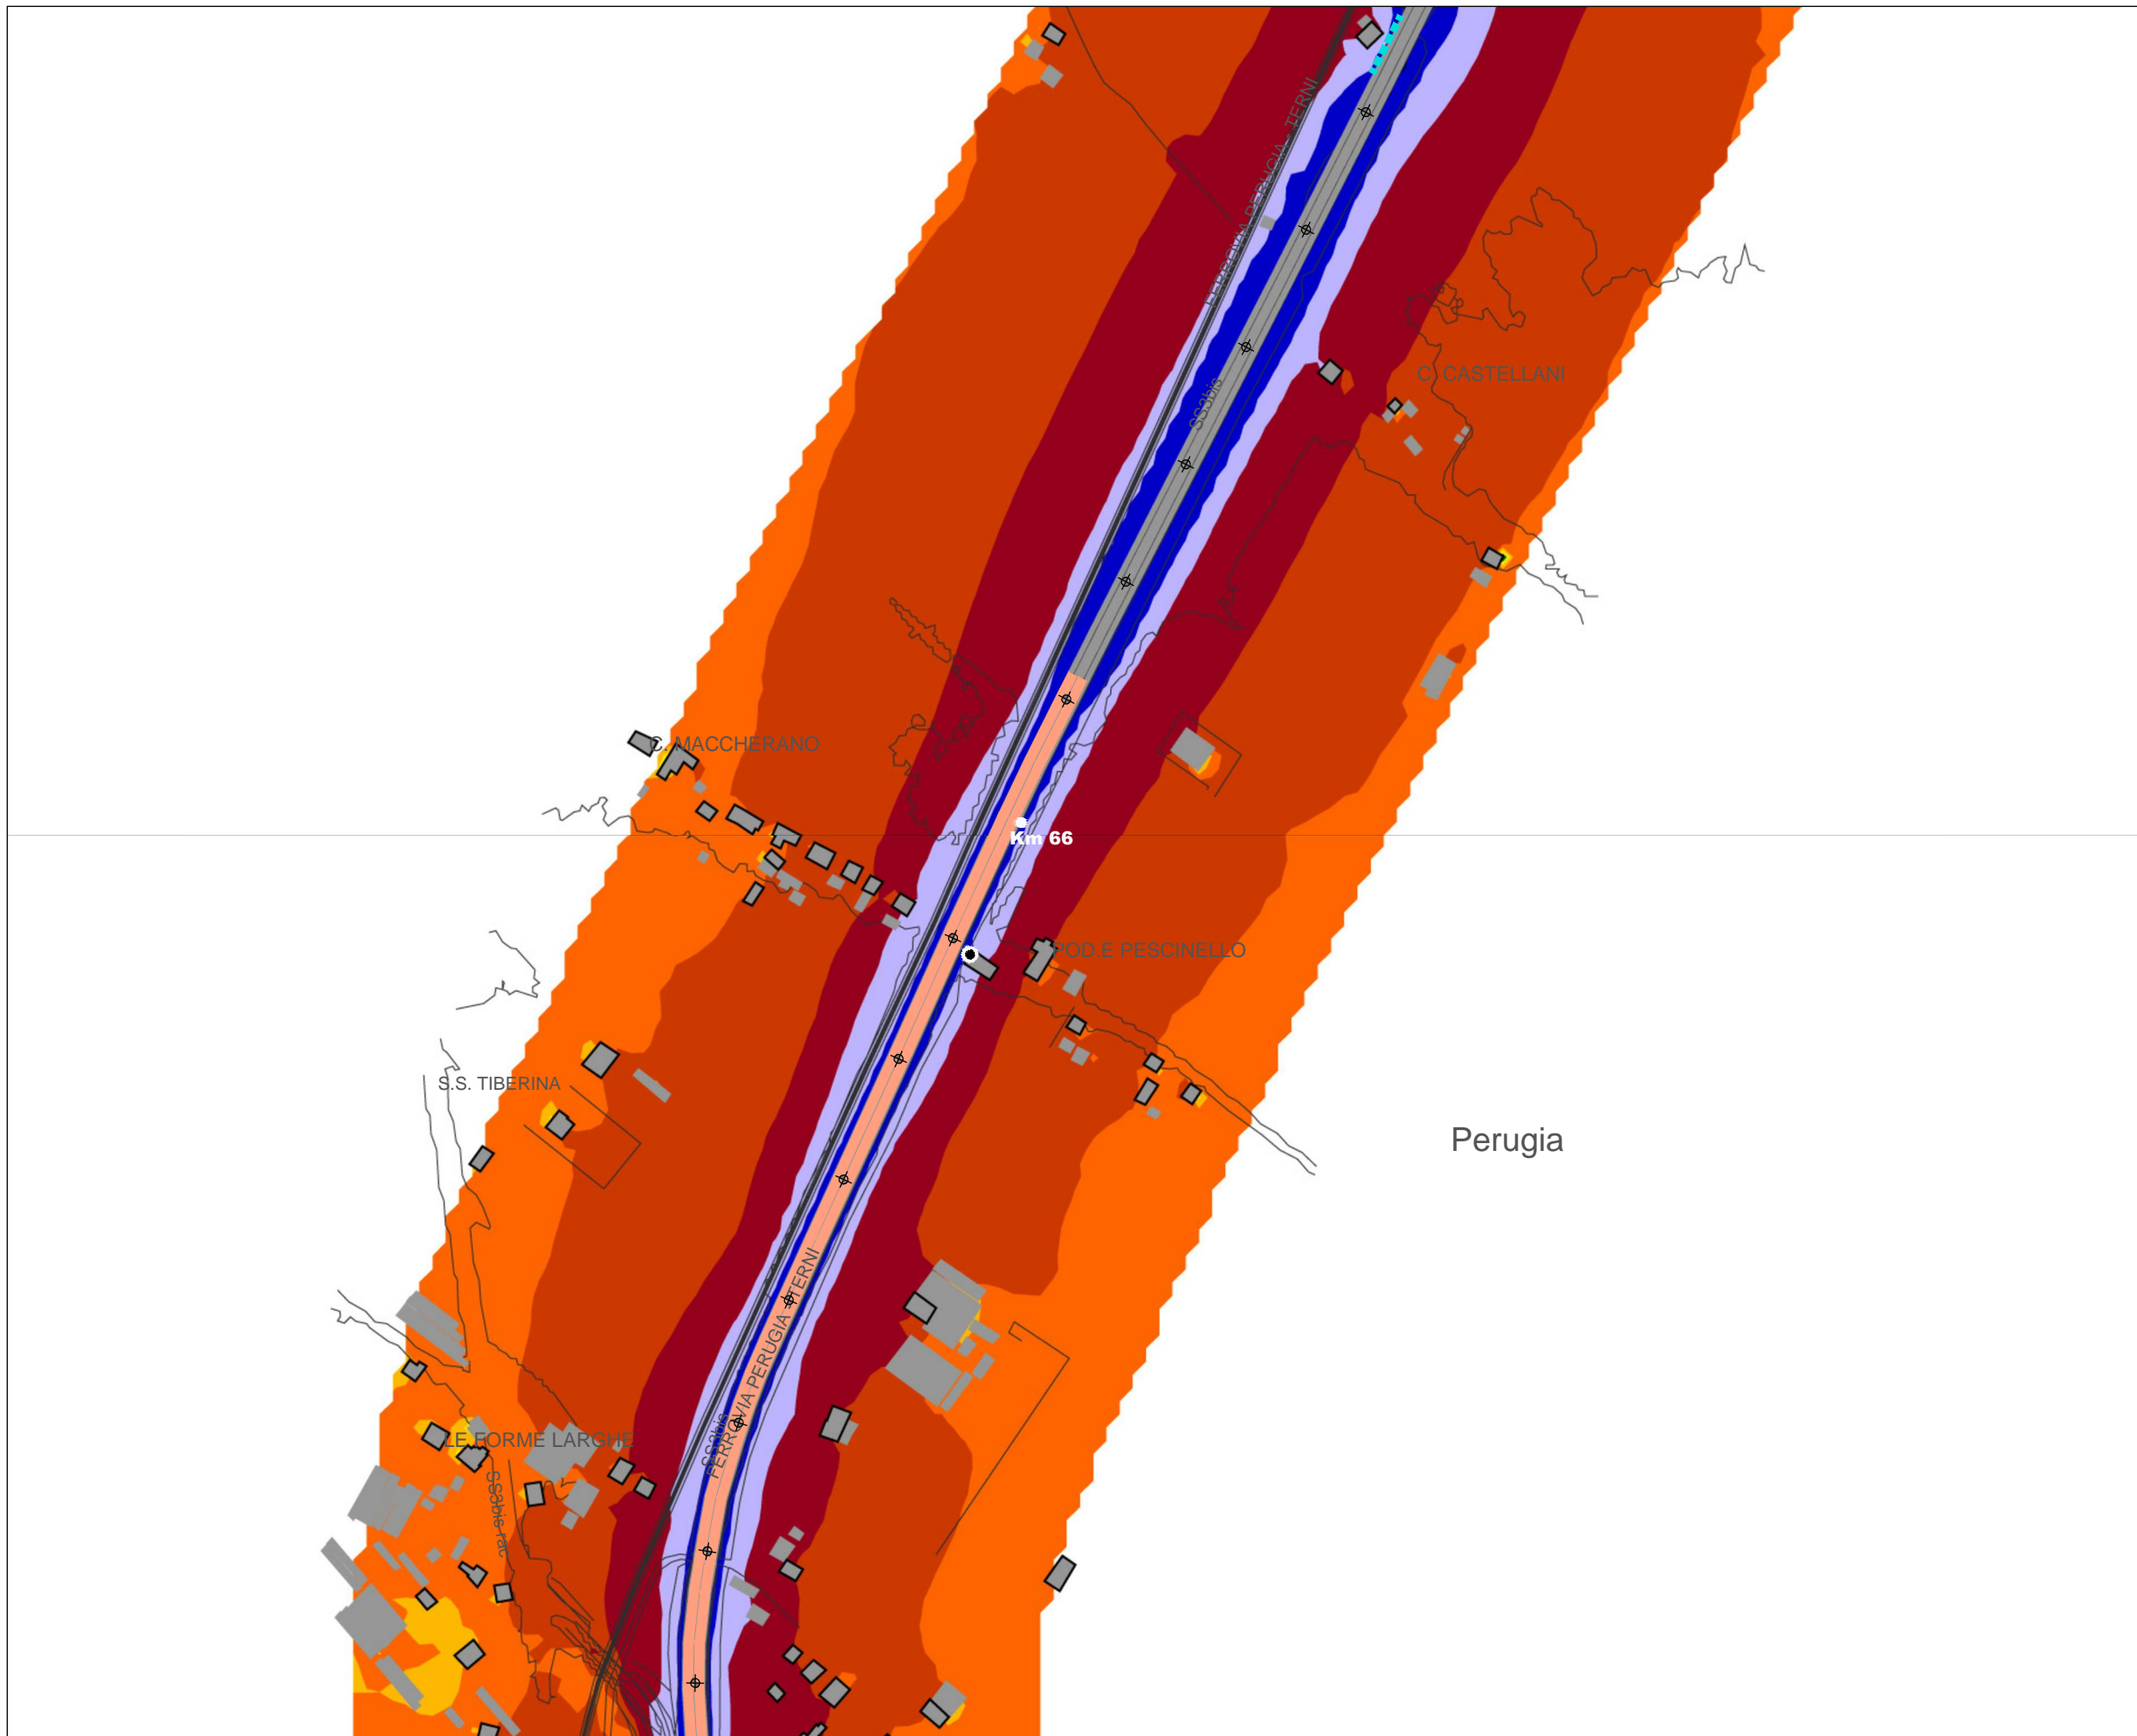 FERROVIA PERUGIA - TERNI
SS3bis
C. CASTELLANI
C. MACCHERANO
Km 66
POD.E PESCINELLO
S.S. TIBERINA
Perugia
FERROVIA PERUGIA - TERNI
SS3bis
LE FORME LARGHE
SS3bis rac